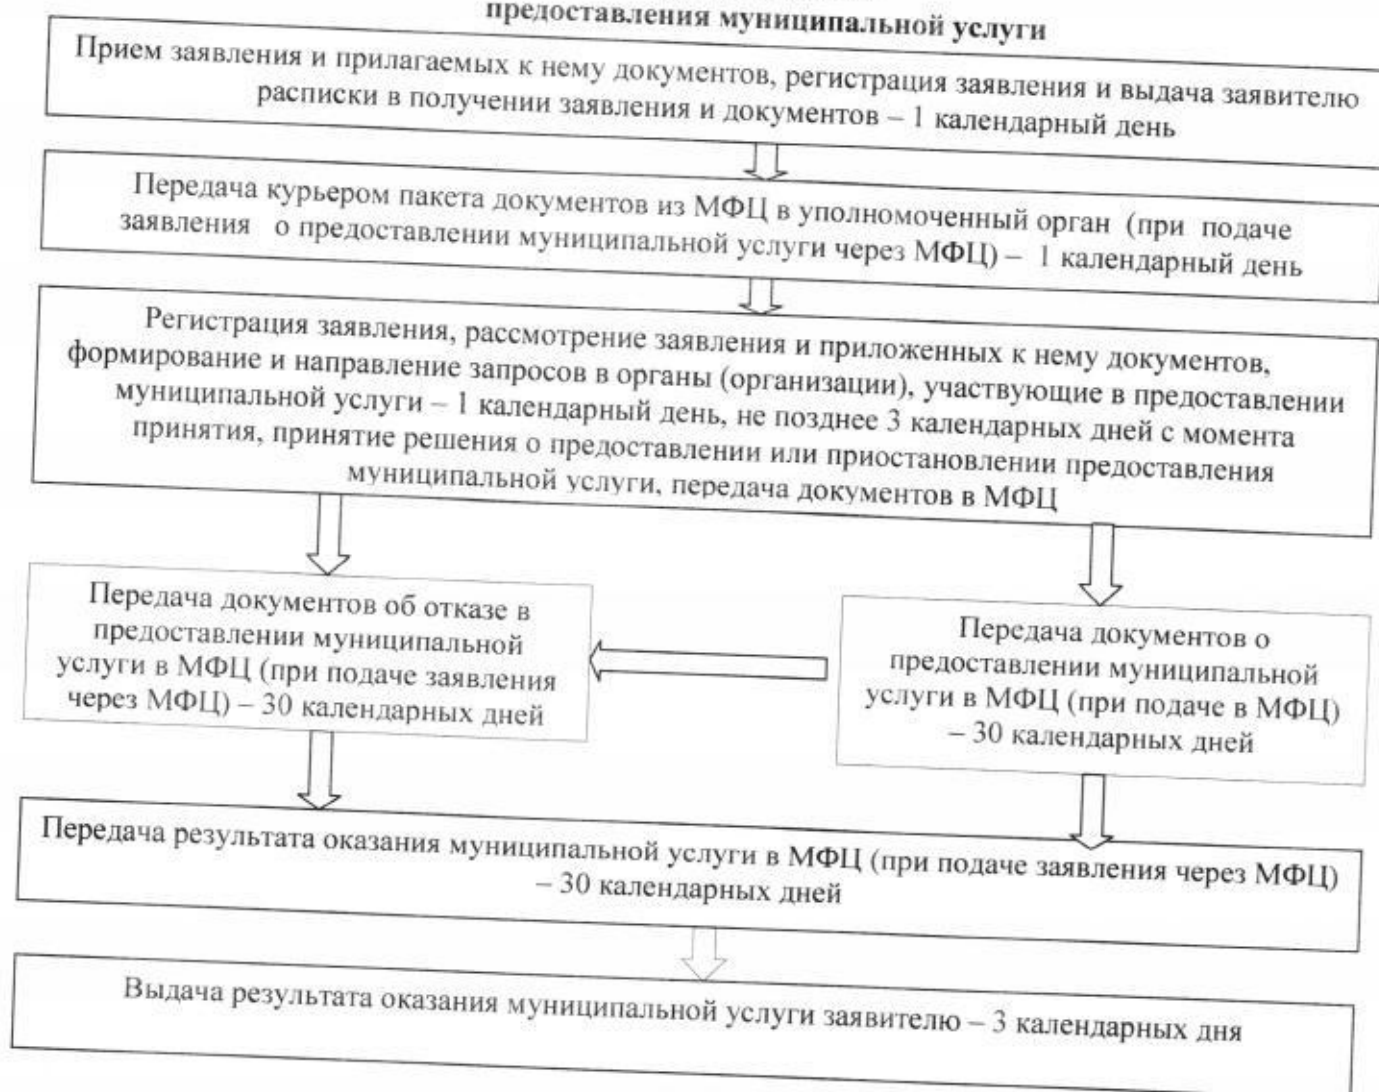 предоставления муниципальной услуги
Прием заявления и прилагаемых к нему документов, регистрация заявления и выдача заявителю
расписки в получении заявления и документов – 1 календарный день
Передача курьером пакета документов из МФЦ в уполномоченный орган (при подаче
заявления о предоставлении муниципальной услуги через МФЦ) – 1 календарный день
Регистрация заявления, рассмотрение заявления и приложенных к нему документов,
формирование и направление запросов в органы (организации), участвующие в предоставлении
муниципальной услуги – 1 календарный день, не позднее 3 календарных дней с момента
принятия, принятие решения о предоставлении или приостановлении предоставления
муниципальной услуги, передача документов в МФЦ
Передача документов об отказе в
предоставлении муниципальной
услуги в МФЦ (при подаче заявления
через МФЦ) – 30 календарных дней
Передача документов о
предоставлении муниципальной
услуги в МФЦ (при подаче в МФЦ)
– 30 календарных дней
Передача результата оказания муниципальной услуги в МФЦ (при подаче заявления через МФЦ)
– 30 календарных дней
Выдача результата оказания муниципальной услуги заявителю – 3 календарных дня